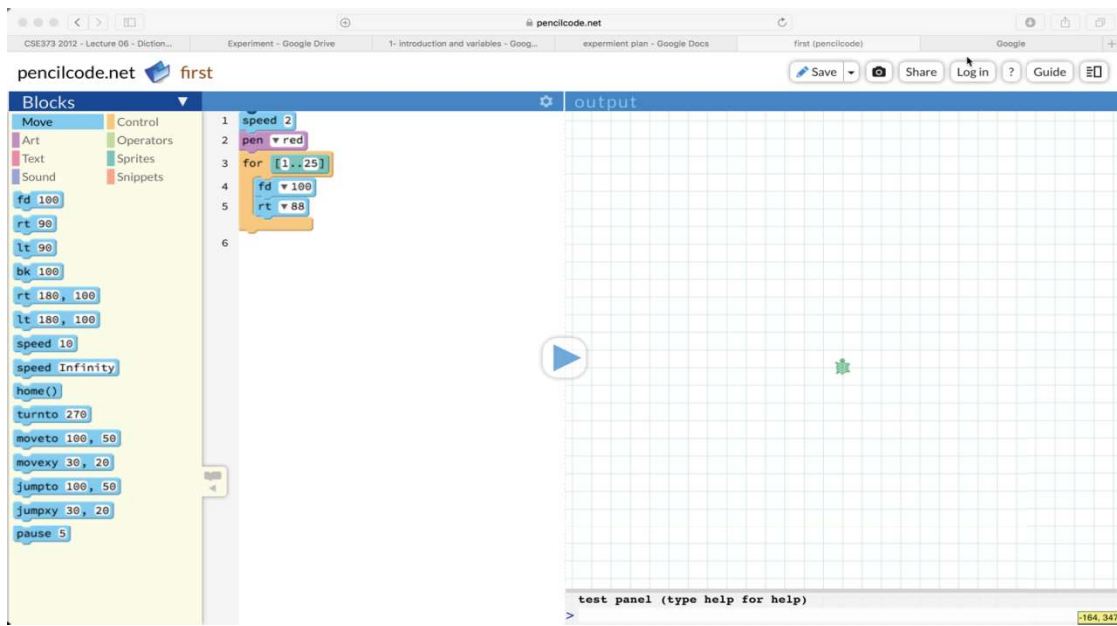 pencilcode.net
CSE373 2012 - Lecture 06 - Diction...
Experiment - Google Drive
1- introduction and variables - Goog...
expermient plan - Google Docs
first (pencilcode)
Google
pencilcode.net first
Save
Share
Log in
?
Guide
Blocks
output
Move
Control
Art
Operators
Text
Sprites
Sound
Snippets
fd 100
rt 90
lt 90
bk 100
rt 180, 100
lt 180, 100
speed 10
speed Infinity
home()
turnto 270
moveto 100, 50
movexy 30, 20
jumpto 100, 50
jumpxy 30, 20
pause 5
1 speed 2
2 pen red
3 for [1..25]
4 fd 100
5 rt 88
6
test panel (type help for help)
>
-164, 347